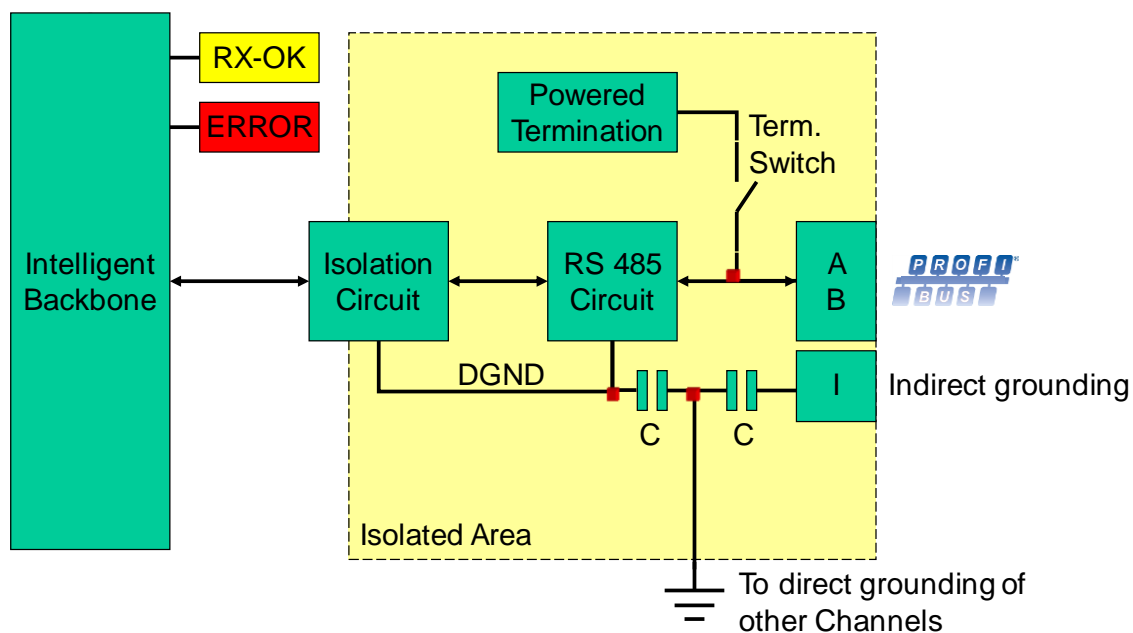 RX-OK
ERROR
Powered
Termination
Term.
Switch
Intelligent
Backbone
Isolation
Circuit
RS 485
Circuit
A
B
PROFI®
BUS
DGND
C
C
I
Indirect grounding
Isolated Area
To direct grounding of
other Channels